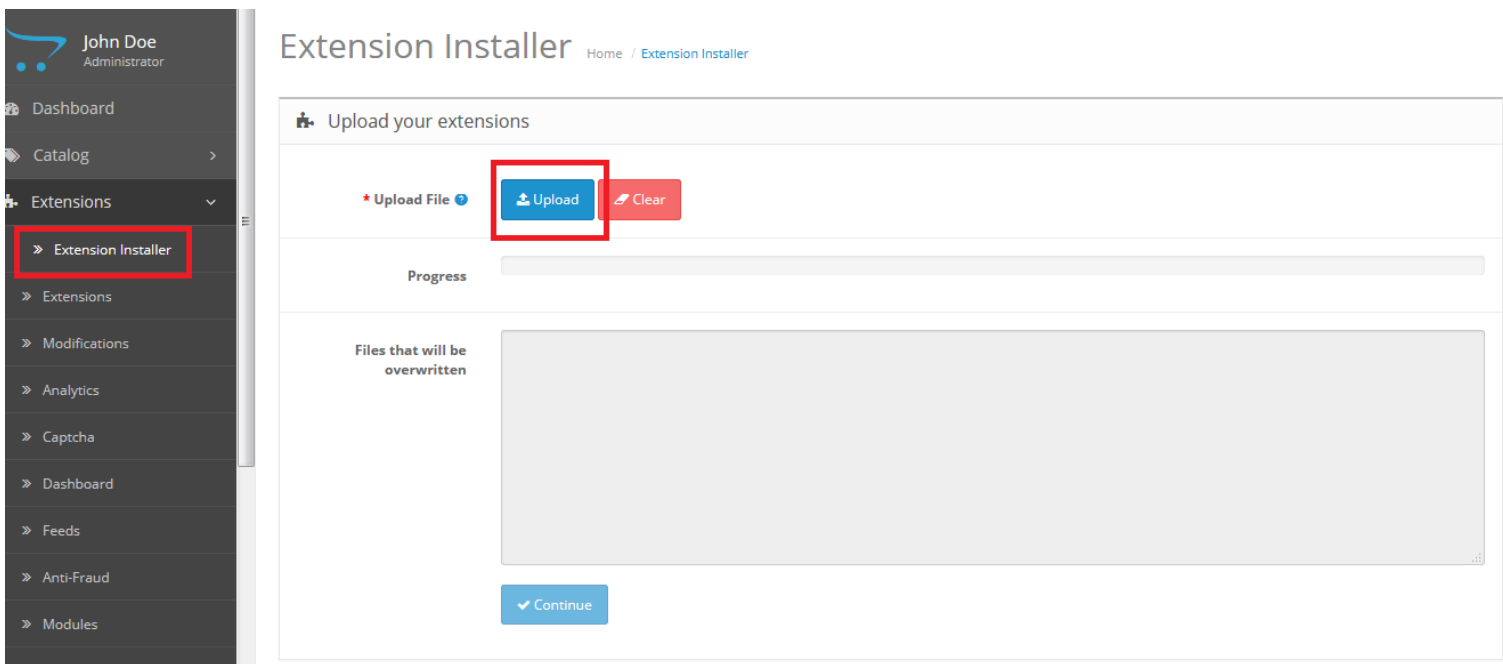 John Doe
Administrator
Dashboard
Catalog
Extensions
Extension Installer
Extensions
Modifications
Analytics
Captcha
Dashboard
Feeds
Anti-Fraud
Modules
Extension Installer Home / Extension Installer
Upload your extensions
* Upload File ? Upload Clear
Progress
Files that will be
overwritten
Continue